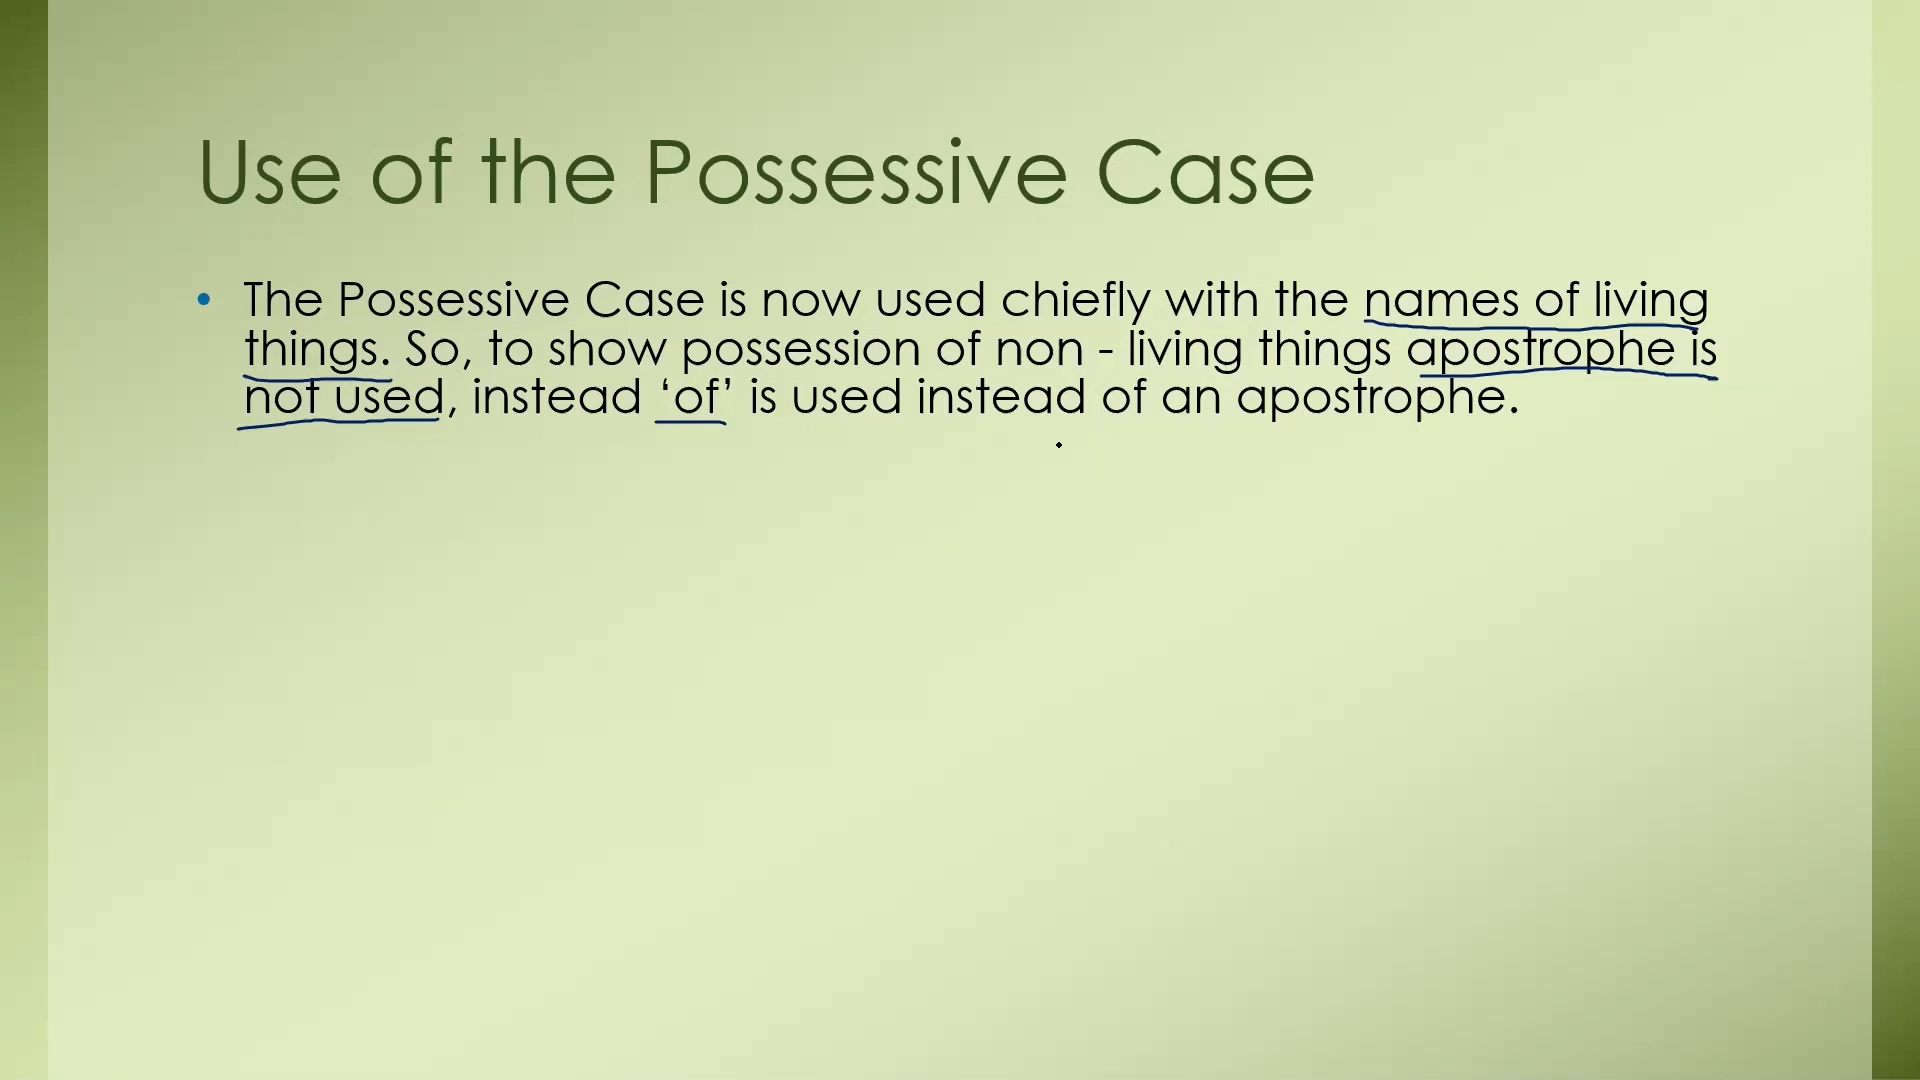 Use of the Possessive Case
• The Possessive Case is now used chiefly with the names of living
things. So, to show possession of non - living things apostrophe is
not used, instead ‘of’ is used instead of an apostrophe.